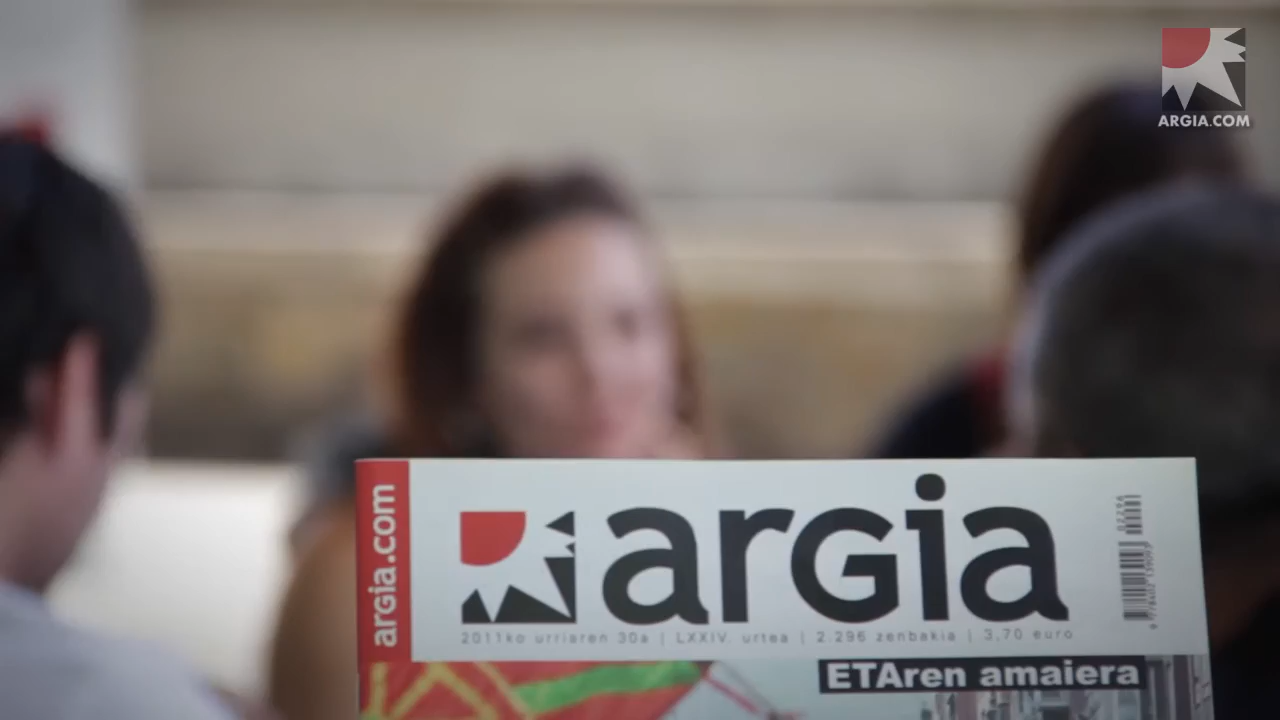 ARGIA.COM
argia.com
argia
2011ko urriaren 30a | LXXIV. urtea | 2.296 zenbakia | 3,70 euro
ETAren amaiera